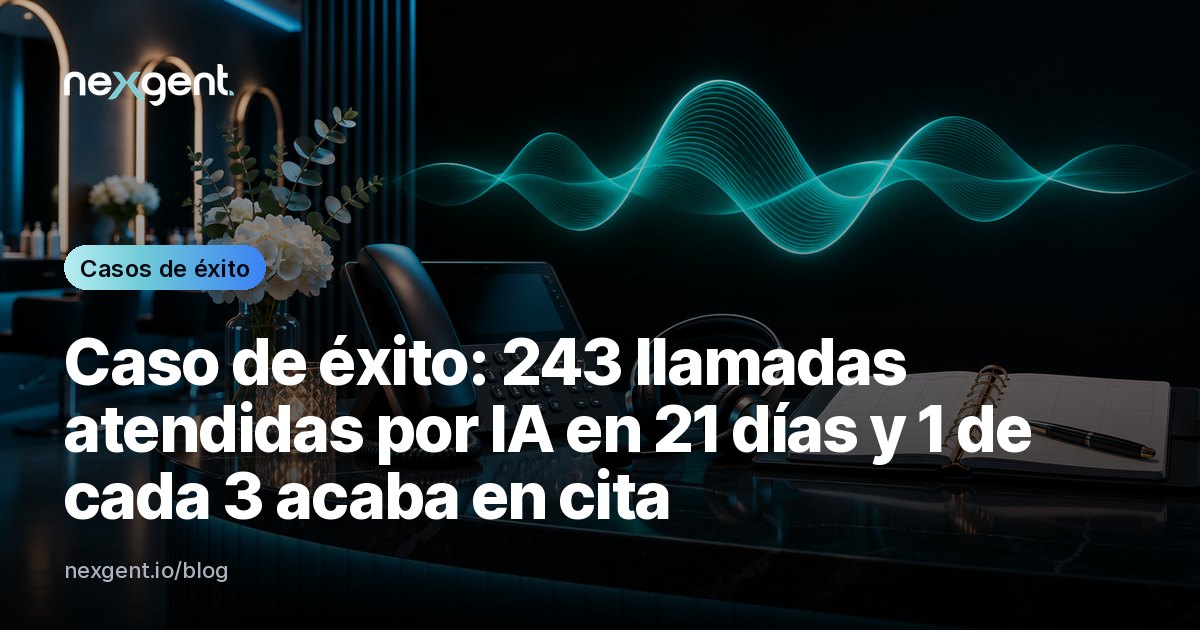 nexgent.
Casos de éxito
Caso de éxito: 243 llamadas
atendidas por IA en 21 días y 1 de
cada 3 acaba en cita
nexgent.io/blog